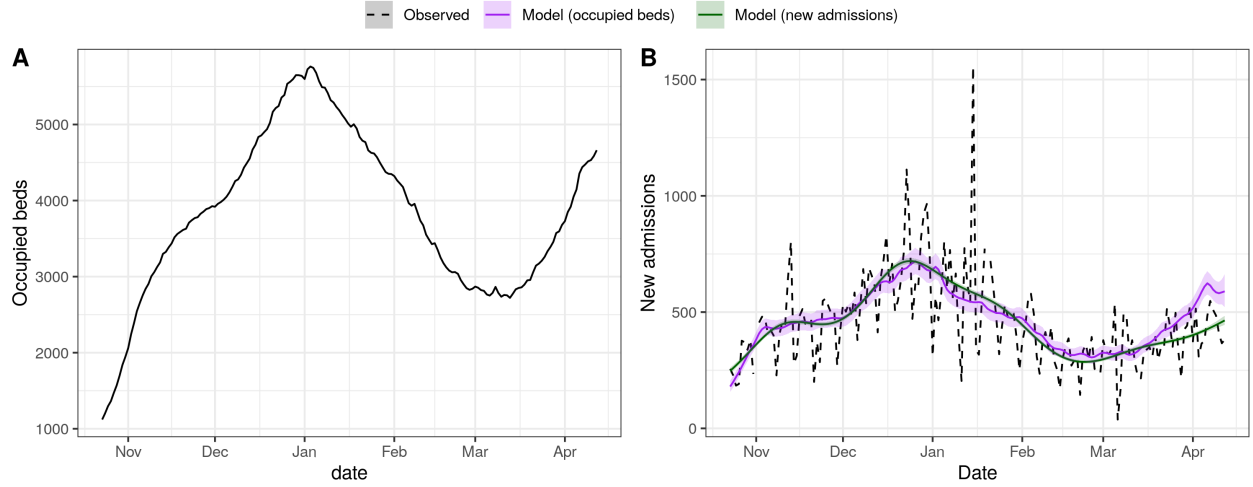 Observed Model (occupied beds) Model (new admissions)
A
Occupied beds
5000
4000
3000
2000
1000
Nov Dec Jan Feb Mar Apr
date
B
New admissions
1500
1000
500
0
Nov Dec Jan Feb Mar Apr
Date